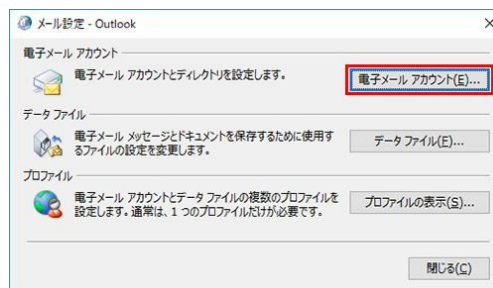 メール設定 - Outlook
電子メール アカウント
電子メール アカウントとディレクトリを設定します。
電子メール アカウント(E)...
データ ファイル
電子メール メッセージとドキュメントを保存するために使用す
るファイルの設定を変更します。
データ ファイル(F)...
プロファイル
電子メール アカウントとデータ ファイルの複数のプロファイルを
設定します。通常は、1 つのプロファイルだけが必要です。
プロファイルの表示(S)...
閉じる(C)